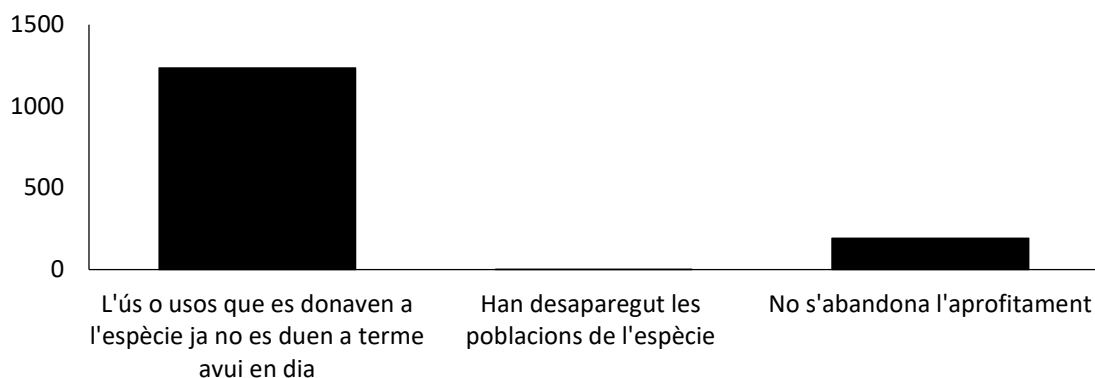 1500
1000
500
0
L'ús o usos que es donaven a
l'espècie ja no es duen a terme
avui en dia
Han desaparegut les
poblacions de l'espècie
No s'abandona l'aprofitament